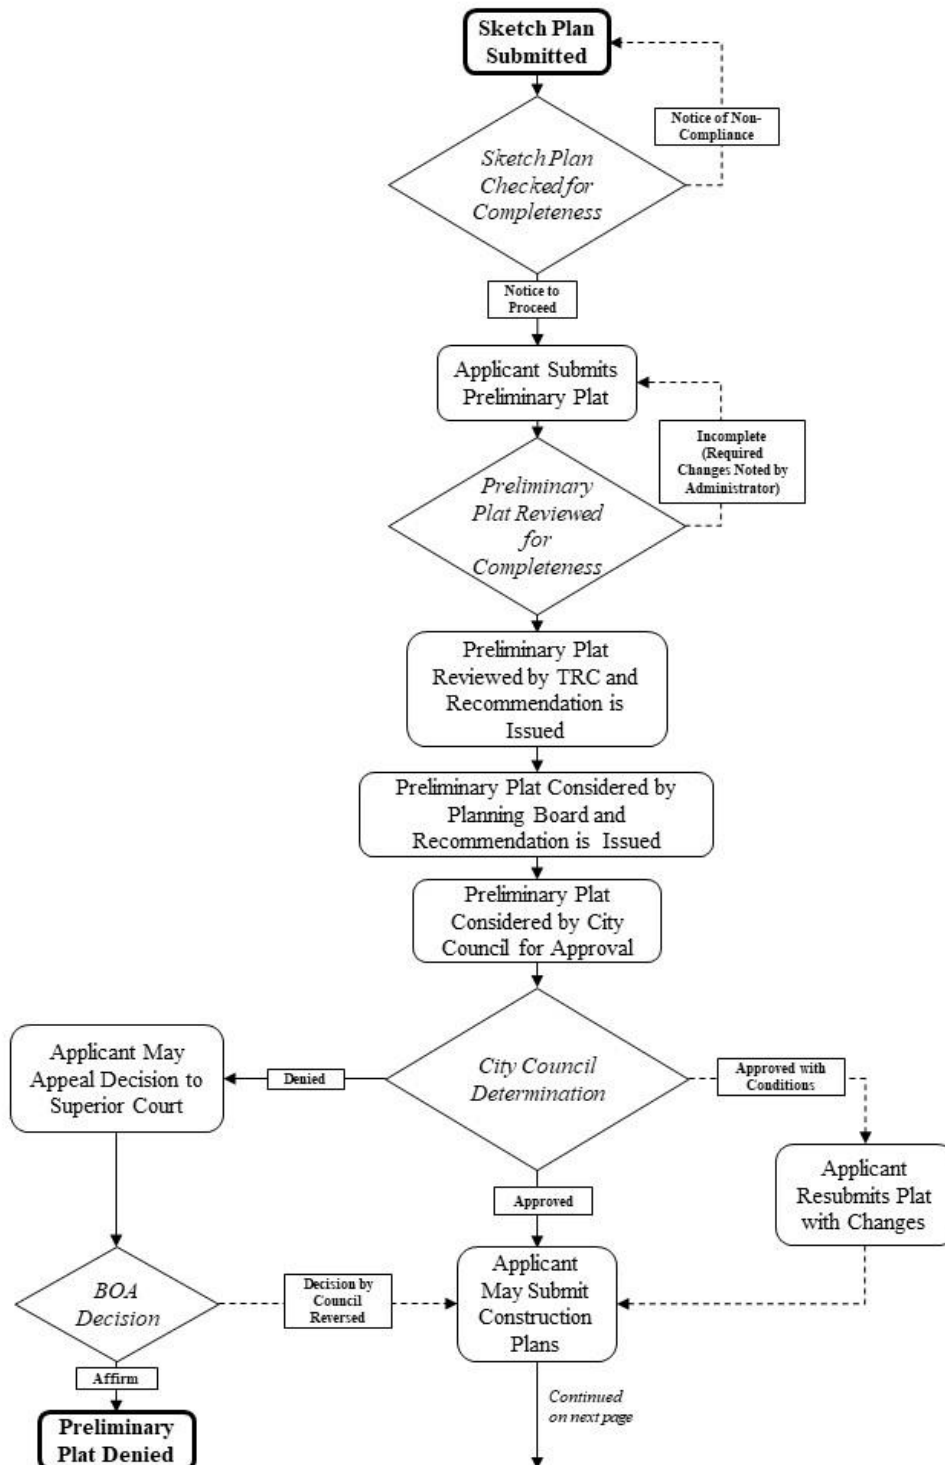 Sketch Plan
Submitted
Notice of Non-
Compliance
Sketch Plan
Checked for
Completeness
Notice to
Proceed
Applicant Submits
Preliminary Plat
Incomplete
(Required
Changes Noted by
Administrator)
Preliminary
Plat Reviewed
for
Completeness
Preliminary Plat
Reviewed by TRC and
Recommendation is
Issued
Preliminary Plat Considered by
Planning Board and
Recommendation is Issued
Preliminary Plat
Considered by City
Council for Approval
Applicant May
Appeal Decision to
Superior Court
Denied
City Council
Determination
Approved with
Conditions
Applicant
Resubmits Plat
with Changes
Approved
BOA
Decision
Decision by
Council
Reversed
Applicant
May Submit
Construction
Plans
Affirm
Continued
on next page
Preliminary
Plat Denied